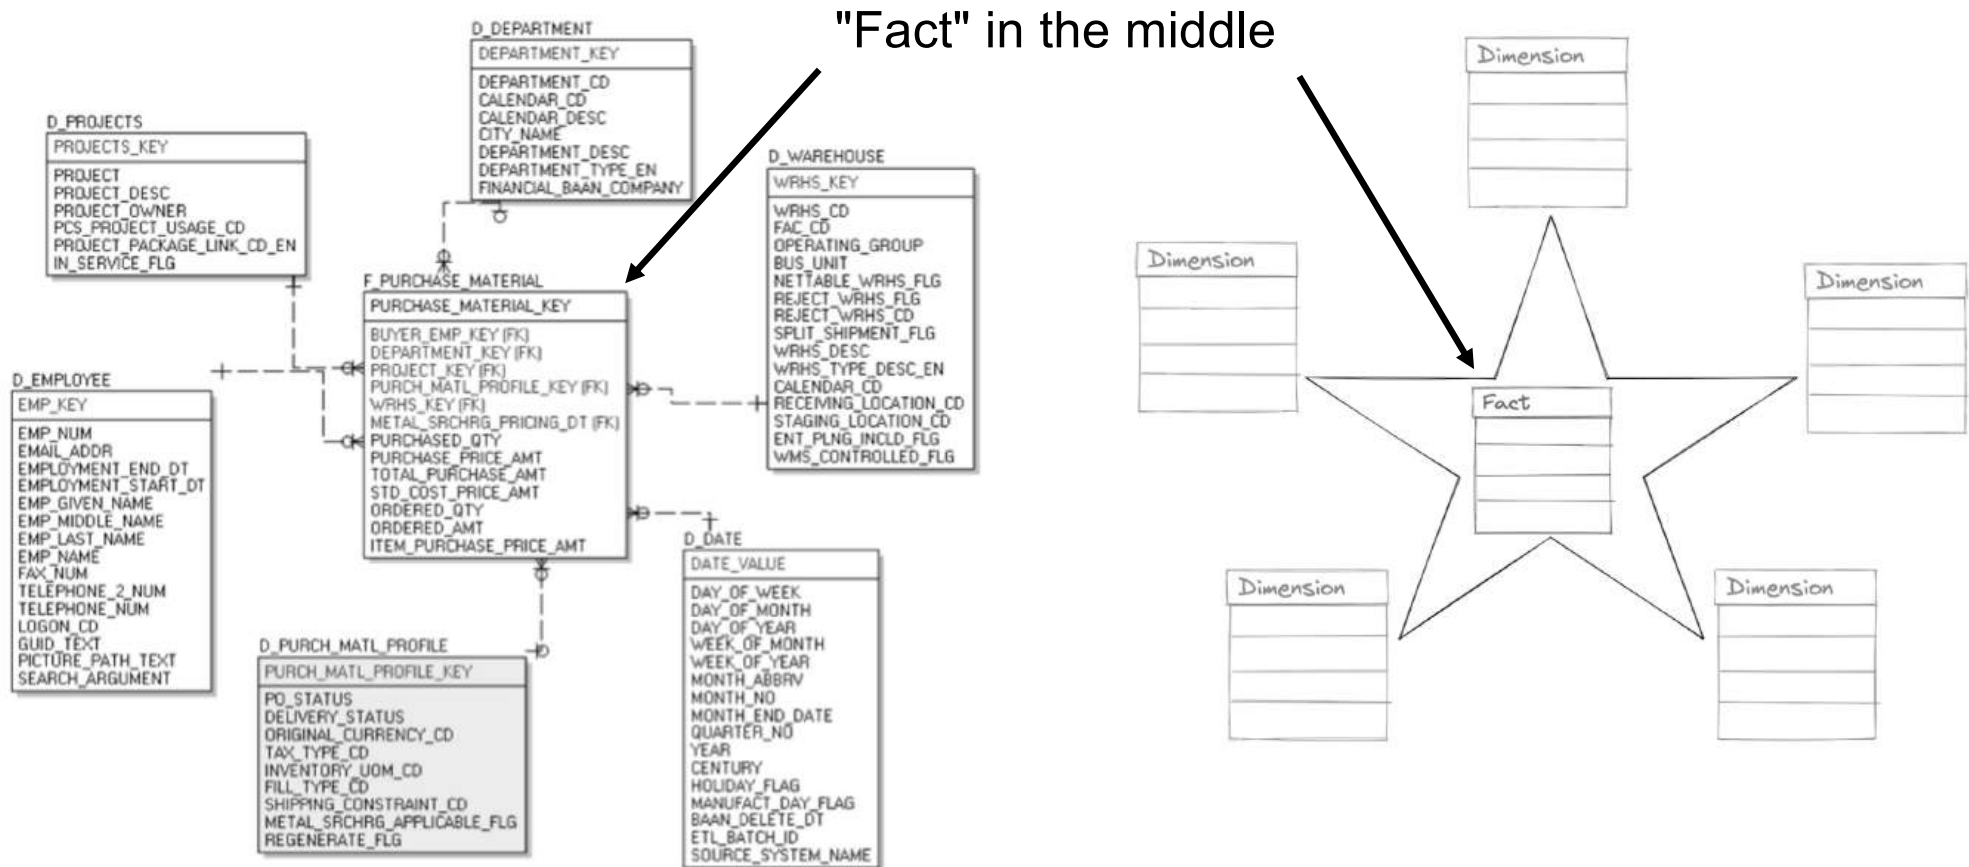 "Fact" in the middle
D_DEPARTMENT
DEPARTMENT_KEY
DEPARTMENT_CD
CALENDAR_CD
CALENDAR_DESC
CITY_NAME
DEPARTMENT_DESC
DEPARTMENT_TYPE_EN
FINANCIAL_BAAN_COMPANY
D_PROJECTS
PROJECTS_KEY
PROJECT
PROJECT_DESC
PROJECT_OWNER
PCS_PROJECT_USAGE_CD
PROJECT_PACKAGE_LINK_CD_EN
IN_SERVICE_FLG
D_WAREHOUSE
WRHS_KEY
WRHS_CD
FAC_CD
OPERATING_GROUP
BUS_UNIT
NETTABLE_WRHS_FLG
REJECT_WRHS_FLG
REJECT_WRHS_CD
SPLIT_SHIPMENT_FLG
WRHS_DESC
WRHS_TYPE_DESC_EN
CALENDAR_CD
RECEIVING_LOCATION_CD
STAGING_LOCATION_CD
ENT_PLNG_INCLD_FLG
WMS_CONTROLLED_FLG
F_PURCHASE_MATERIAL
PURCHASE_MATERIAL_KEY
BUYER_EMP_KEY (FK)
DEPARTMENT_KEY (FK)
PROJECT_KEY (FK)
PURCH_MATL_PROFILE_KEY (FK)
WRHS_KEY (FK)
METAL_SRCHRG_PRICING_DT (FK)
PURCHASED_QTY
PURCHASE_PRICE_AMT
TOTAL_PURCHASE_AMT
STD_COST_PRICE_AMT
ORDERED_QTY
ORDERED_AMT
ITEM_PURCHASE_PRICE_AMT
D_EMPLOYEE
EMP_KEY
EMP_NUM
EMAIL_ADDR
EMPLOYMENT_END_DT
EMPLOYMENT_START_DT
EMP_GIVEN_NAME
EMP_MIDDLE_NAME
EMP_LAST_NAME
EMP_NAME
FAX_NUM
TELEPHONE_2_NUM
TELEPHONE_NUM
LOGON_CD
GUID_TEXT
PICTURE_PATH_TEXT
SEARCH_ARGUMENT
D_PURCH_MATL_PROFILE
PURCH_MATL_PROFILE_KEY
PO_STATUS
DELIVERY_STATUS
ORIGINAL_CURRENCY_CD
TAX_TYPE_CD
INVENTORY_UOM_CD
FILL_TYPE_CD
SHIPPING_CONSTRAINT_CD
METAL_SRCHRG_APPLICABLE_FLG
REGENERATE_FLG
D_DATE
DATE_VALUE
DAY_OF_WEEK
DAY_OF_MONTH
DAY_OF_YEAR
WEEK_OF_MONTH
WEEK_OF_YEAR
MONTH_ABBRV
MONTH_NO
MONTH_END_DATE
QUARTER_NO
YEAR
CENTURY
HOLIDAY_FLAG
MANUFACT_DAY_FLAG
BAAN_DELETE_DT
ETL_BATCH_ID
SOURCE_SYSTEM_NAME
Dimension
Dimension
Dimension
Fact
Dimension
Dimension